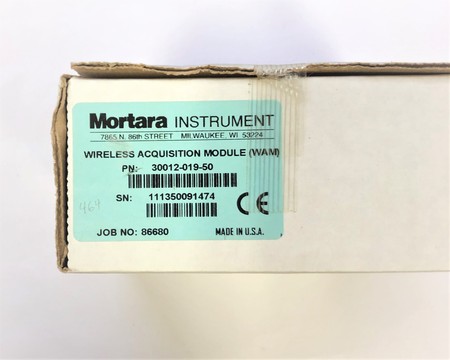 Mortara INSTRUMENT
7865 N. 86th STREET MILWAUKEE, WI 53224
WIRELESS ACQUISITION MODULE (WAM)
PN: 30012-019-50
SN: 111350091474
464
CE
JOB NO: 86680 MADE IN U.S.A.